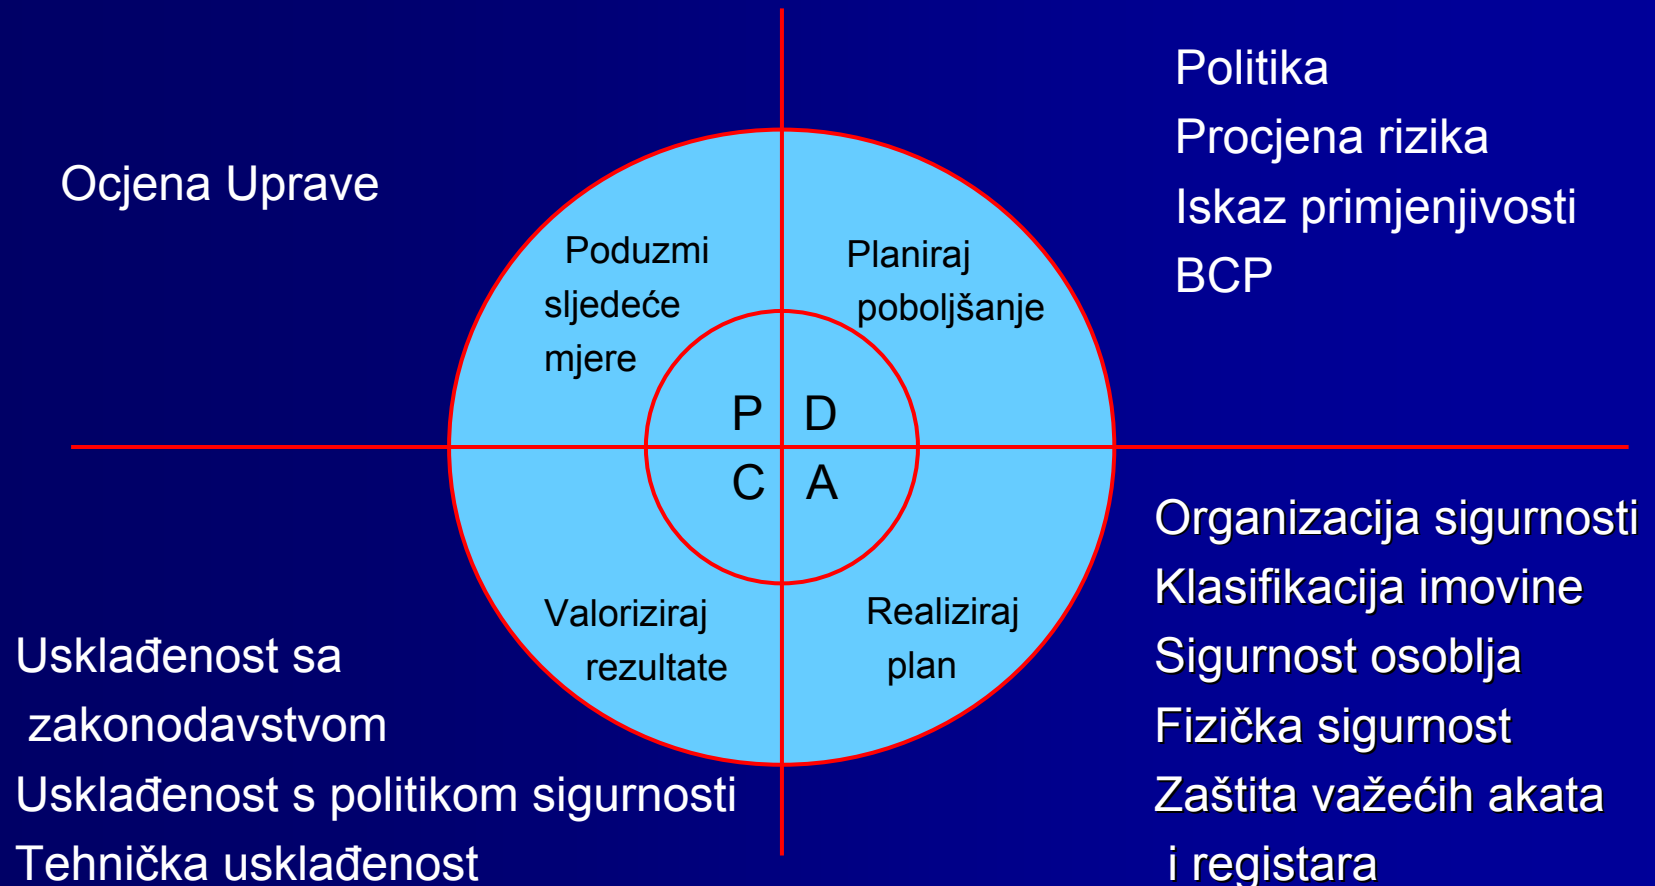 Ocjena Uprave
Politika
Procjena rizika
Iskaz primjenjivosti
BCP
Poduzmi
sljedeće
mjere
Planiraj
poboljšanje
P D
C A
Valoriziraj
rezultate
Realiziraj
plan
Usklađenost sa
zakonodavstvom
Usklađenost s politikom sigurnosti
Tehnička usklađenost
Organizacija sigurnosti
Klasifikacija imovine
Sigurnost osoblja
Fizička sigurnost
Zaštita važećih akata
i registara